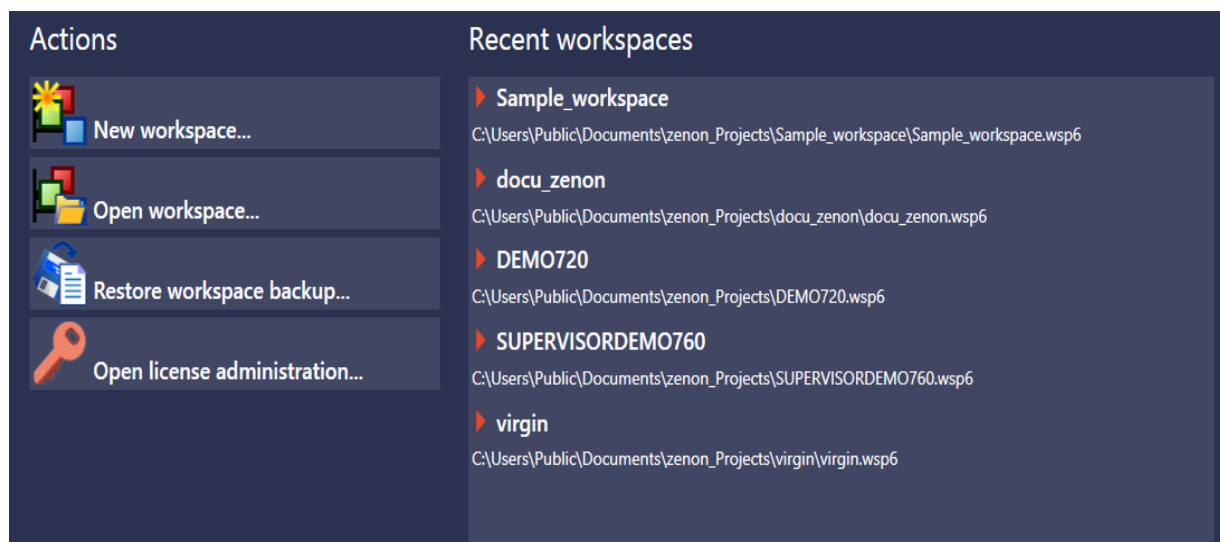 Actions
New workspace...
Open workspace...
Restore workspace backup...
Open license administration...
Recent workspaces
Sample_workspace
C:\Users\Public\Documents\zenon_Projects\Sample_workspace\Sample_workspace.wsp6
docu_zenon
C:\Users\Public\Documents\zenon_Projects\docu_zenon\docu_zenon.wsp6
DEMO720
C:\Users\Public\Documents\zenon_Projects\DEMO720.wsp6
SUPERVISORDEMO760
C:\Users\Public\Documents\zenon_Projects\SUPERVISORDEMO760.wsp6
virgin
C:\Users\Public\Documents\zenon_Projects\virgin\virgin.wsp6